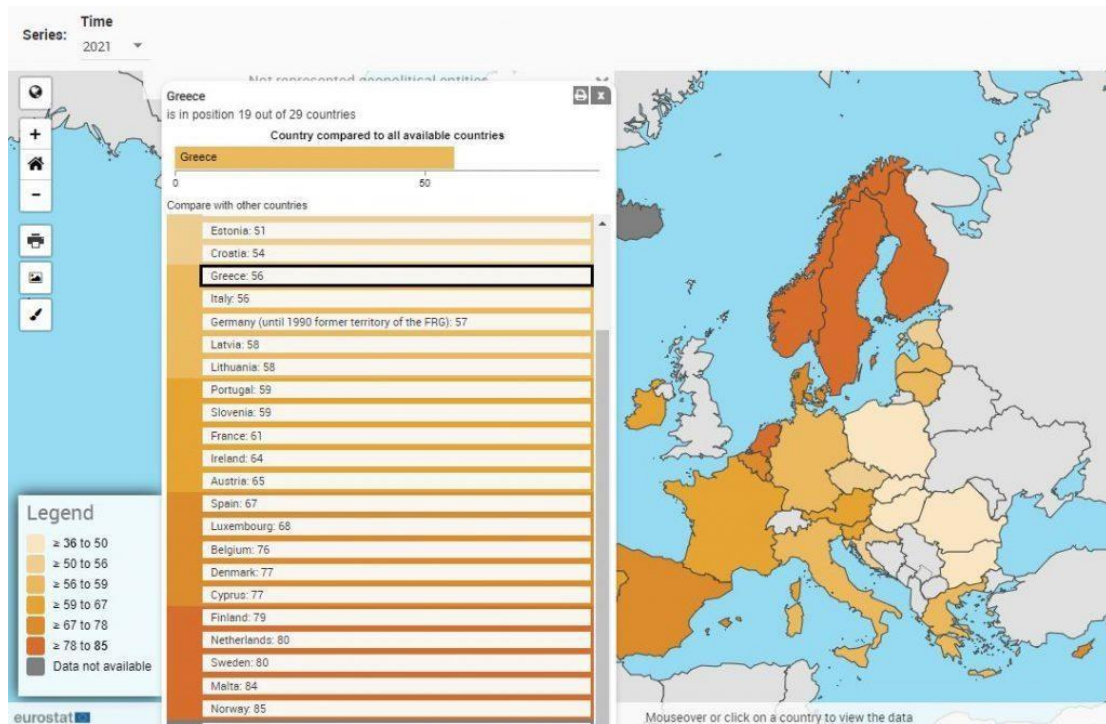 Time
Series:
2021
Not represented geopolitical entities
Greece
x
is in position 19 out of 29 countries
Country compared to all available countries
Greece
0
50
Compare with other countries
Estonia: 51
Croatia: 54
Greece: 56
Italy: 56
Germany (until 1990 former territory of the FRG): 57
Latvia: 58
Lithuania: 58
Portugal: 59
Slovenia: 59
France: 61
Ireland: 64
Austria: 65
Spain: 67
Luxembourg: 68
Belgium: 76
Denmark: 77
Cyprus: 77
Finland: 79
Netherlands: 80
Sweden: 80
Malta: 84
Norway: 85
+
−
Legend
≥ 36 to 50
≥ 50 to 56
≥ 56 to 59
≥ 59 to 67
≥ 67 to 78
≥ 78 to 85
Data not available
eurostat
Mouseover or click on a country to view the data